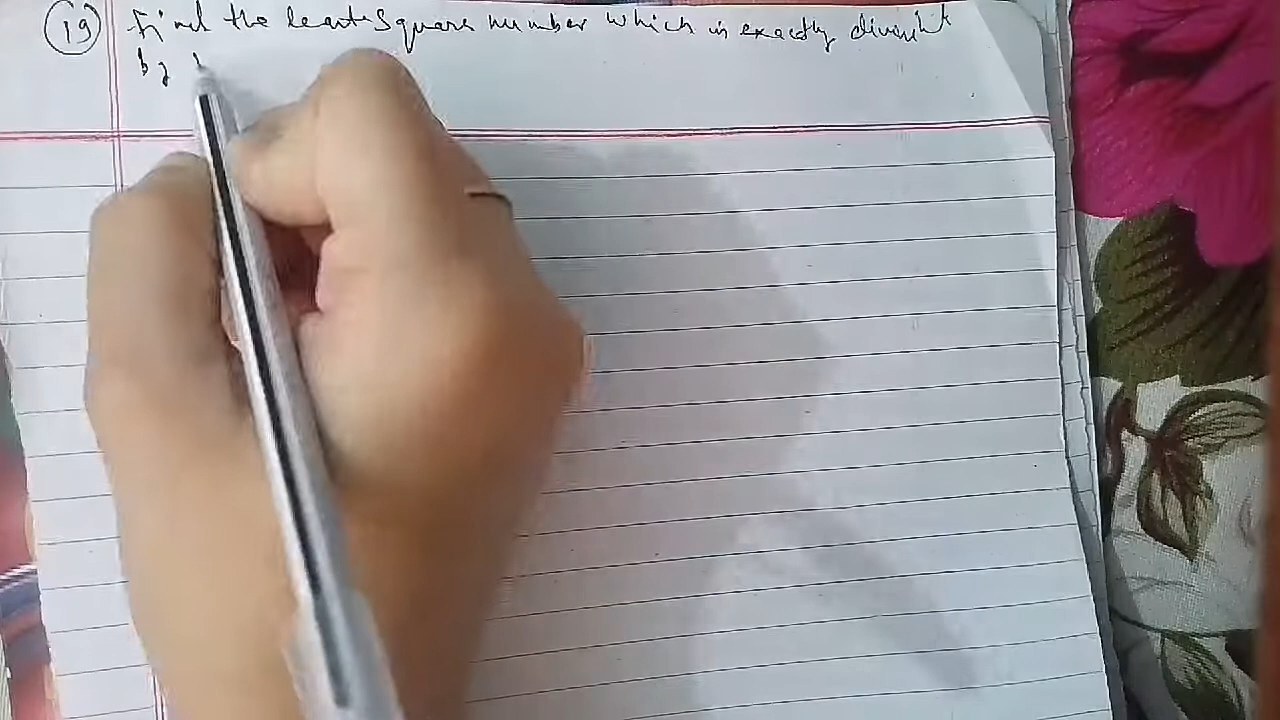 (19) Find the least square number which is exactly divisible
by